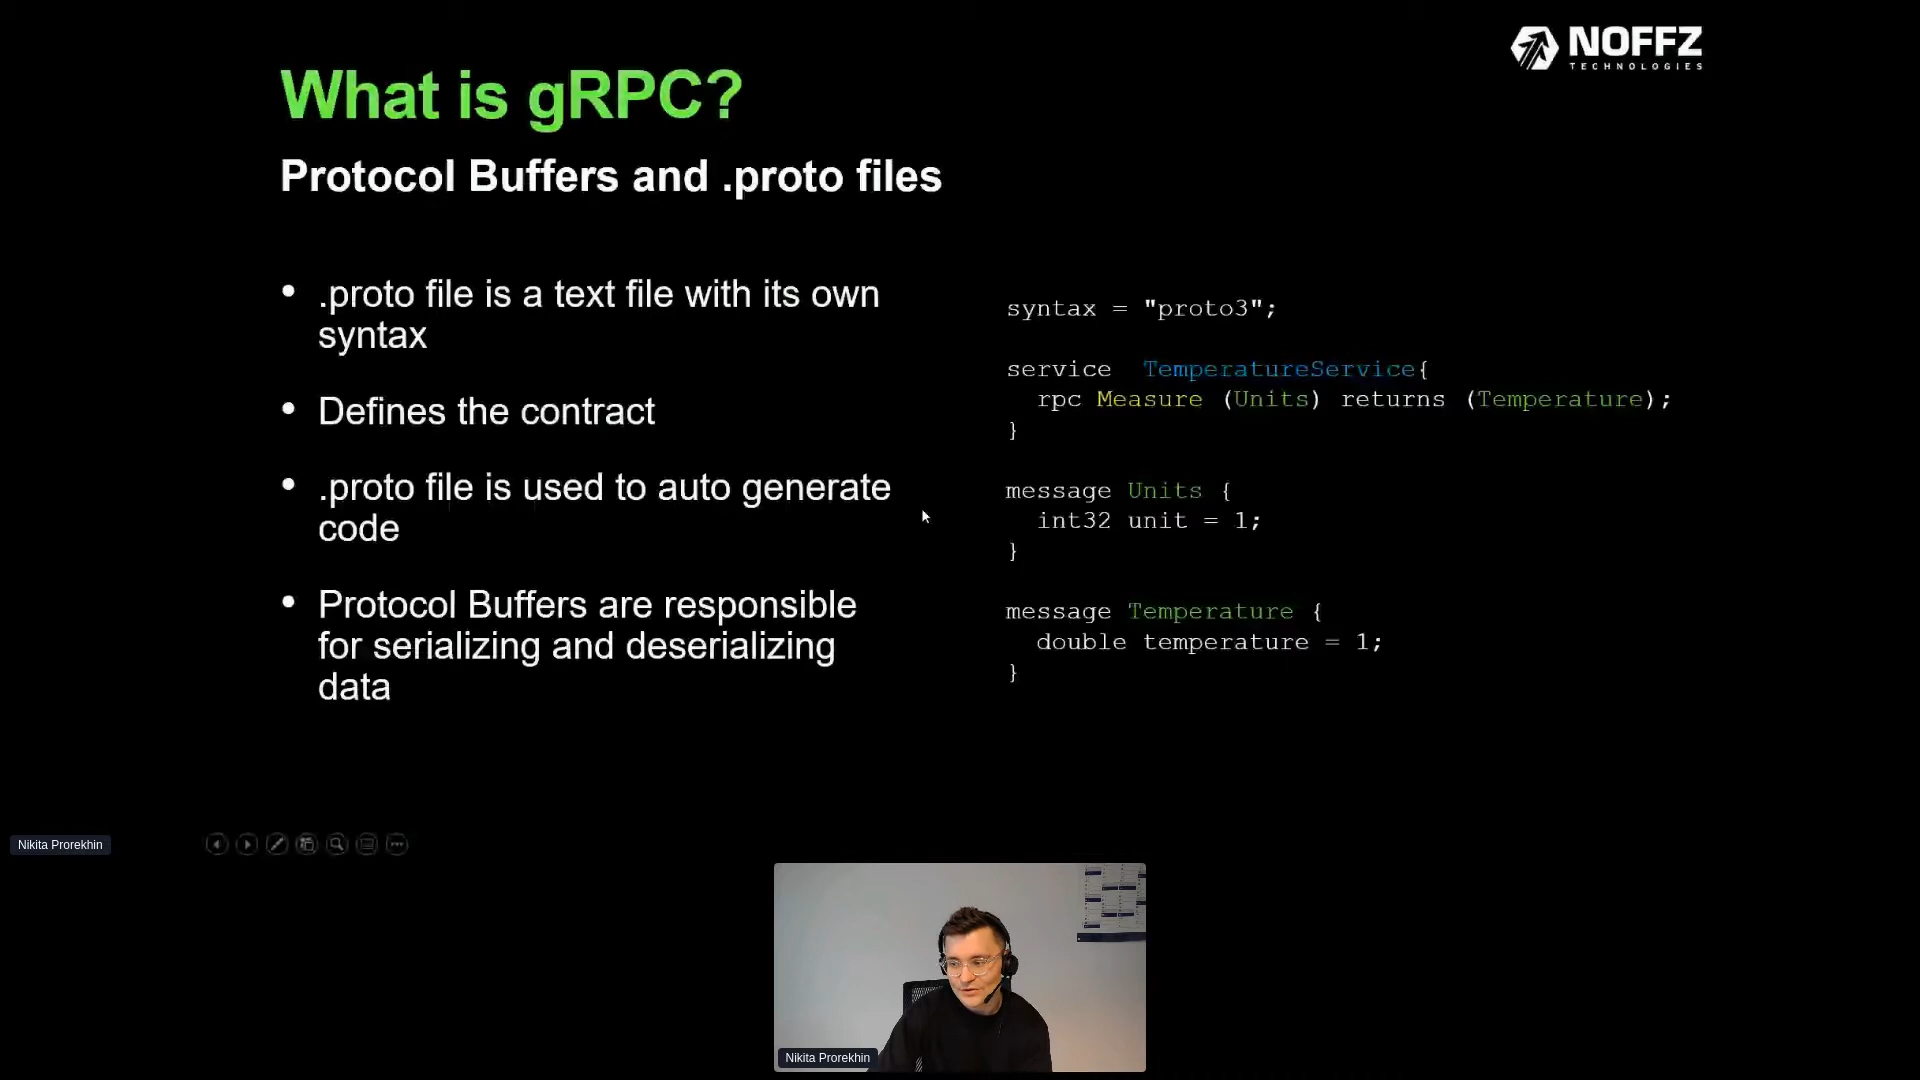 NOFFZ
TECHNOLOGIES
What is gRPC?
Protocol Buffers and .proto files
• .proto file is a text file with its own
syntax
• Defines the contract
• .proto file is used to auto generate
code
• Protocol Buffers are responsible
for serializing and deserializing
data
syntax = "proto3";
service  TemperatureService{
rpc Measure (Units) returns (Temperature);
}
message Units {
int32 unit = 1;
}
message Temperature {
double temperature = 1;
}
Nikita Prorekhin
Nikita Prorekhin